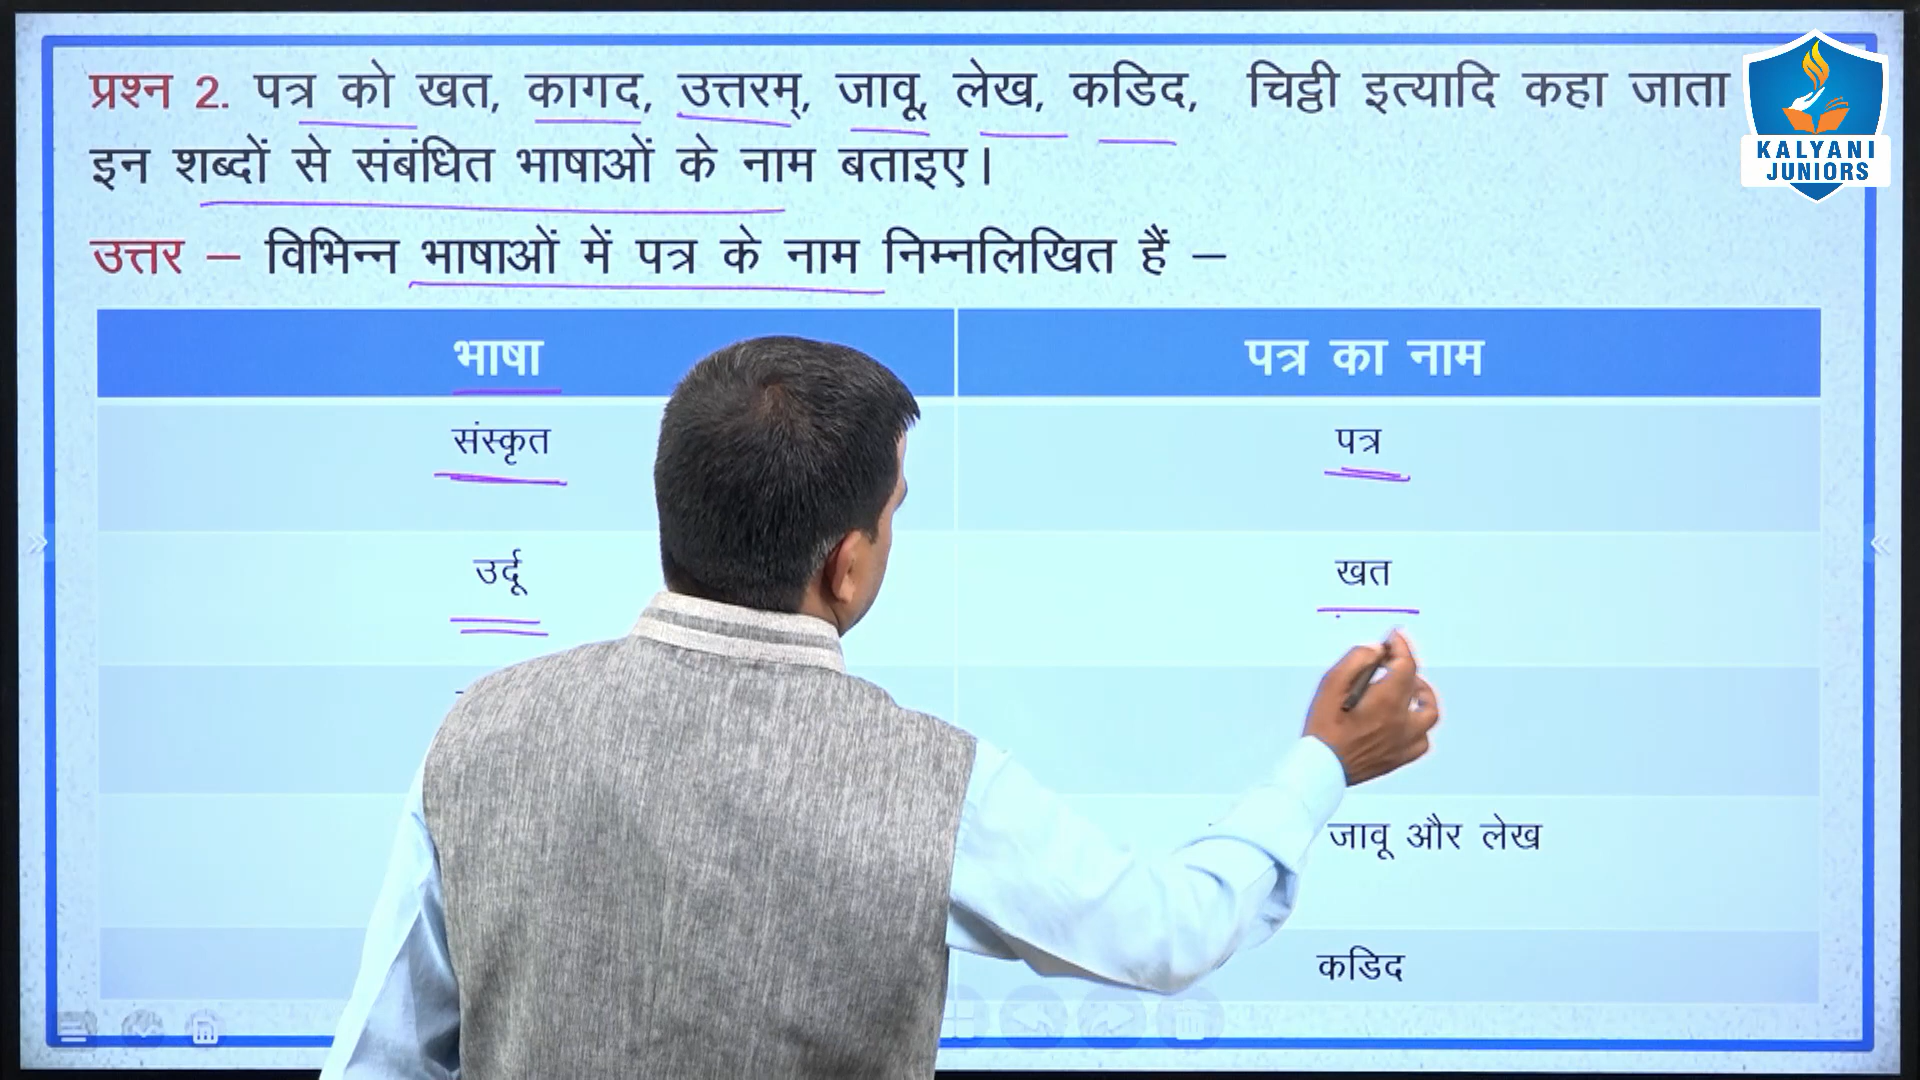 प्रश्न 2. पत्र को खत, कागद, उत्तरम्, जावू, लेख, कडिद, चिट्ठी इत्यादि कहा जाता
इन शब्दों से संबंधित भाषाओं के नाम बताइए।
उत्तर – विभिन्न भाषाओं में पत्र के नाम निम्नलिखित हैं –
भाषा पत्र का नाम
संस्कृत पत्र
उर्दू खत
जावू और लेख
कडिद
KALYANI
JUNIORS